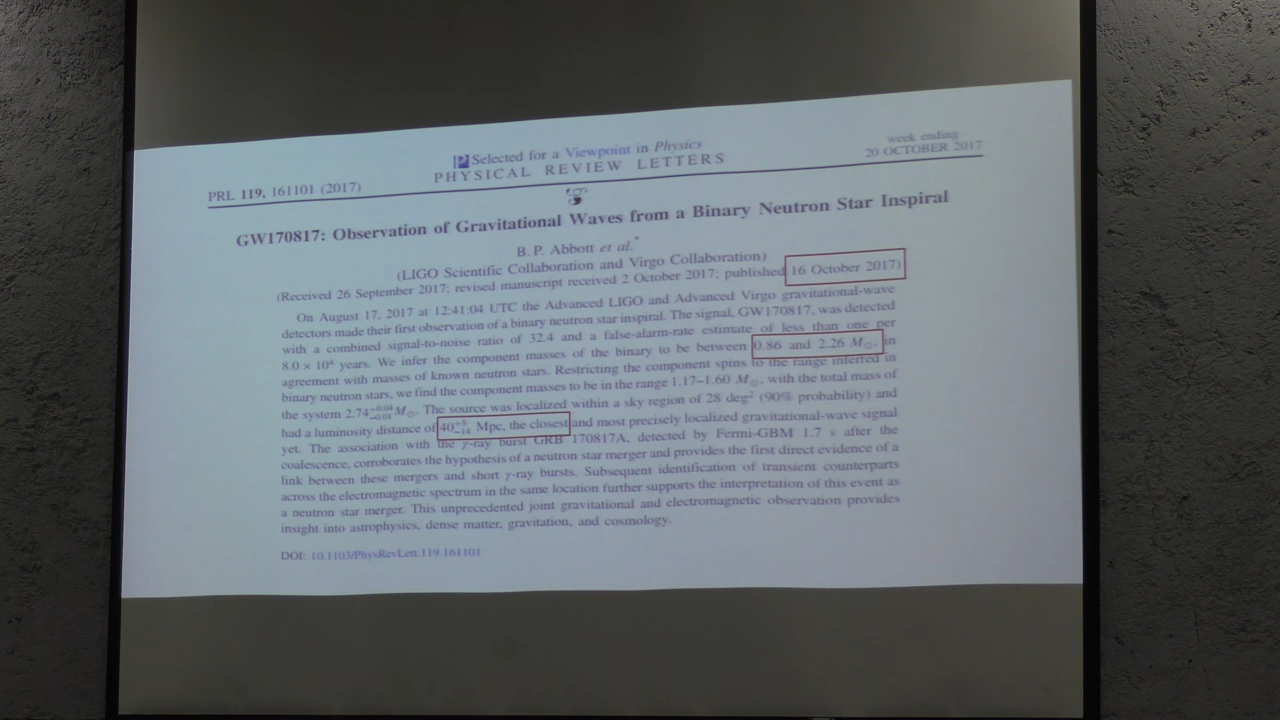 Selected for a Viewpoint in Physics
week ending
PRL 119, 161101 (2017) PHYSICAL REVIEW LETTERS 20 OCTOBER 2017
GW170817: Observation of Gravitational Waves from a Binary Neutron Star Inspiral
B. P. Abbott et al.*
(LIGO Scientific Collaboration and Virgo Collaboration)
(Received 26 September 2017; revised manuscript received 2 October 2017; published 16 October 2017)
On August 17, 2017 at 12:41:04 UTC the Advanced LIGO and Advanced Virgo gravitational-wave
detectors made their first observation of a binary neutron star inspiral. The signal, GW170817, was detected
with a combined signal-to-noise ratio of 32.4 and a false-alarm-rate estimate of less than one per
8.0 × 10⁴ years. We infer the component masses of the binary to be between 0.86 and 2.26 M☉, in
agreement with masses of known neutron stars. Restricting the component spins to the range inferred in
binary neutron stars, we find the component masses to be in the range 1.17–1.60 M☉, with the total mass of
the system 2.74+0.04−0.01 M☉. The source was localized within a sky region of 28 deg² (90% probability) and
had a luminosity distance of 40+8−14 Mpc, the closest and most precisely localized gravitational-wave signal
yet. The association with the γ-ray burst GRB 170817A, detected by Fermi-GBM 1.7 s after the
coalescence, corroborates the hypothesis of a neutron star merger and provides the first direct evidence of a
link between these mergers and short γ-ray bursts. Subsequent identification of transient counterparts
across the electromagnetic spectrum in the same location further supports the interpretation of this event as
a neutron star merger. This unprecedented joint gravitational and electromagnetic observation provides
insight into astrophysics, dense matter, gravitation, and cosmology.
DOI: 10.1103/PhysRevLett.119.161101